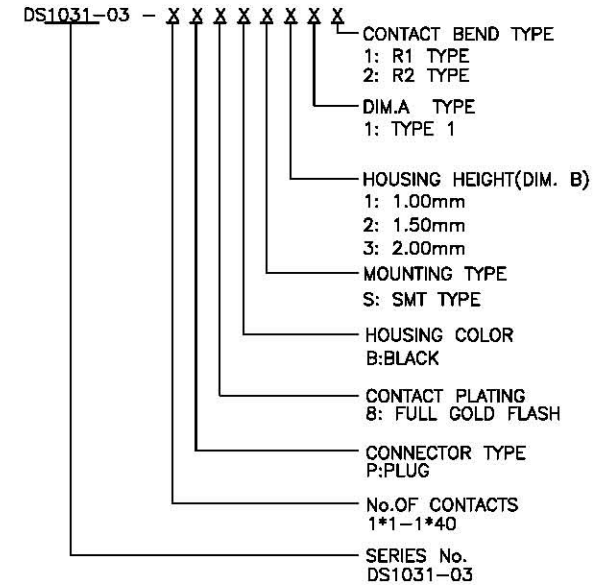 DS1031-03 - X X X X X X X X
CONTACT BEND TYPE
1: R1 TYPE
2: R2 TYPE
DIM.A TYPE
1: TYPE 1
HOUSING HEIGHT(DIM. B)
1: 1.00mm
2: 1.50mm
3: 2.00mm
MOUNTING TYPE
S: SMT TYPE
HOUSING COLOR
B:BLACK
CONTACT PLATING
8: FULL GOLD FLASH
CONNECTOR TYPE
P:PLUG
No.OF CONTACTS
1*1-1*40
SERIES No.
DS1031-03